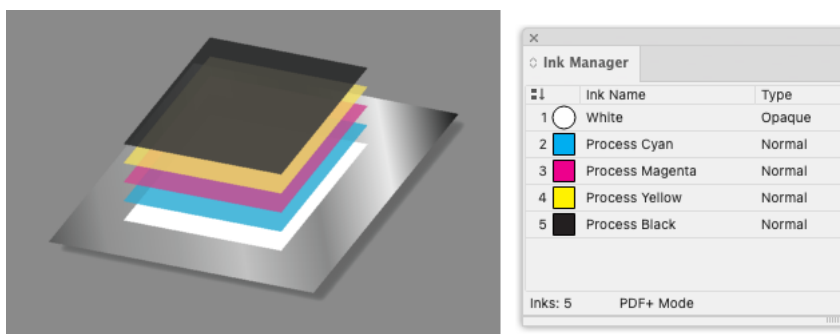 Ink Manager
Ink Name Type
1 White Opaque
2 Process Cyan Normal
3 Process Magenta Normal
4 Process Yellow Normal
5 Process Black Normal
Inks: 5 PDF+ Mode